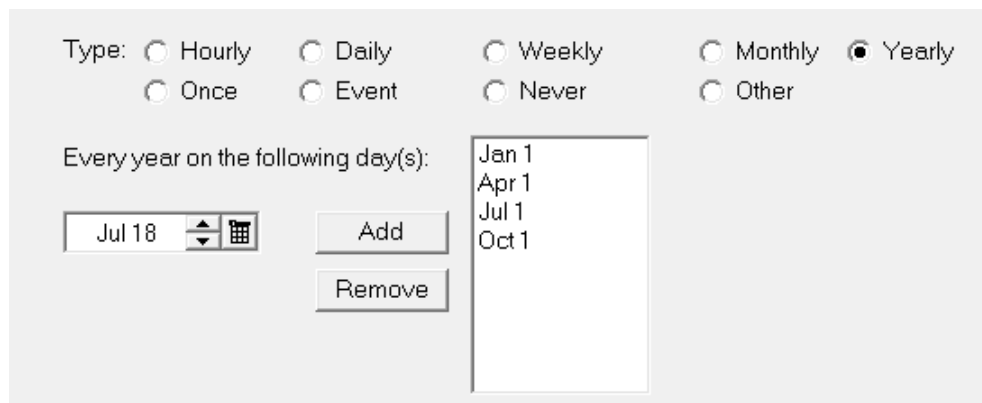 Type: Hourly Daily Weekly Monthly Yearly
Once Event Never Other
Every year on the following day(s):
Jan 1
Apr 1
Jul 1
Oct 1
Jul 18
Add
Remove